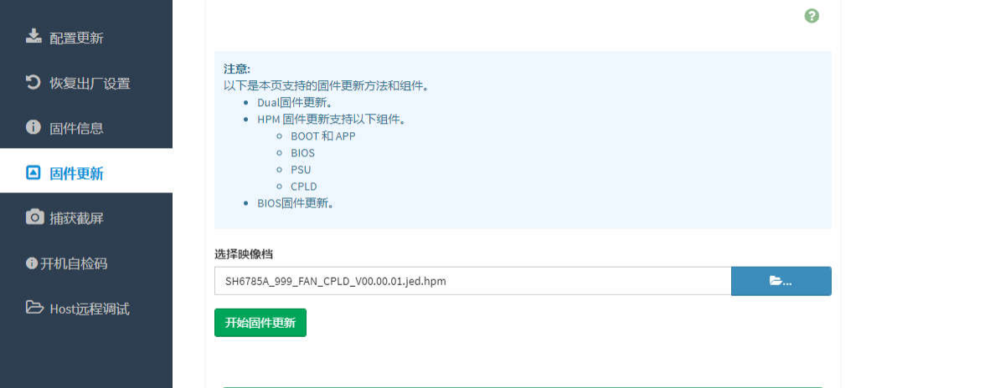 配置更新
恢复出厂设置
固件信息
固件更新
捕获截屏
开机自检码
Host远程调试
注意:
以下是本页支持的固件更新方法和组件。
Dual固件更新。
HPM 固件更新支持以下组件。
BOOT 和 APP
BIOS
PSU
CPLD
BIOS固件更新。
选择映像档
SH6785A_999_FAN_CPLD_V00.00.01.jed.hpm
...
开始固件更新